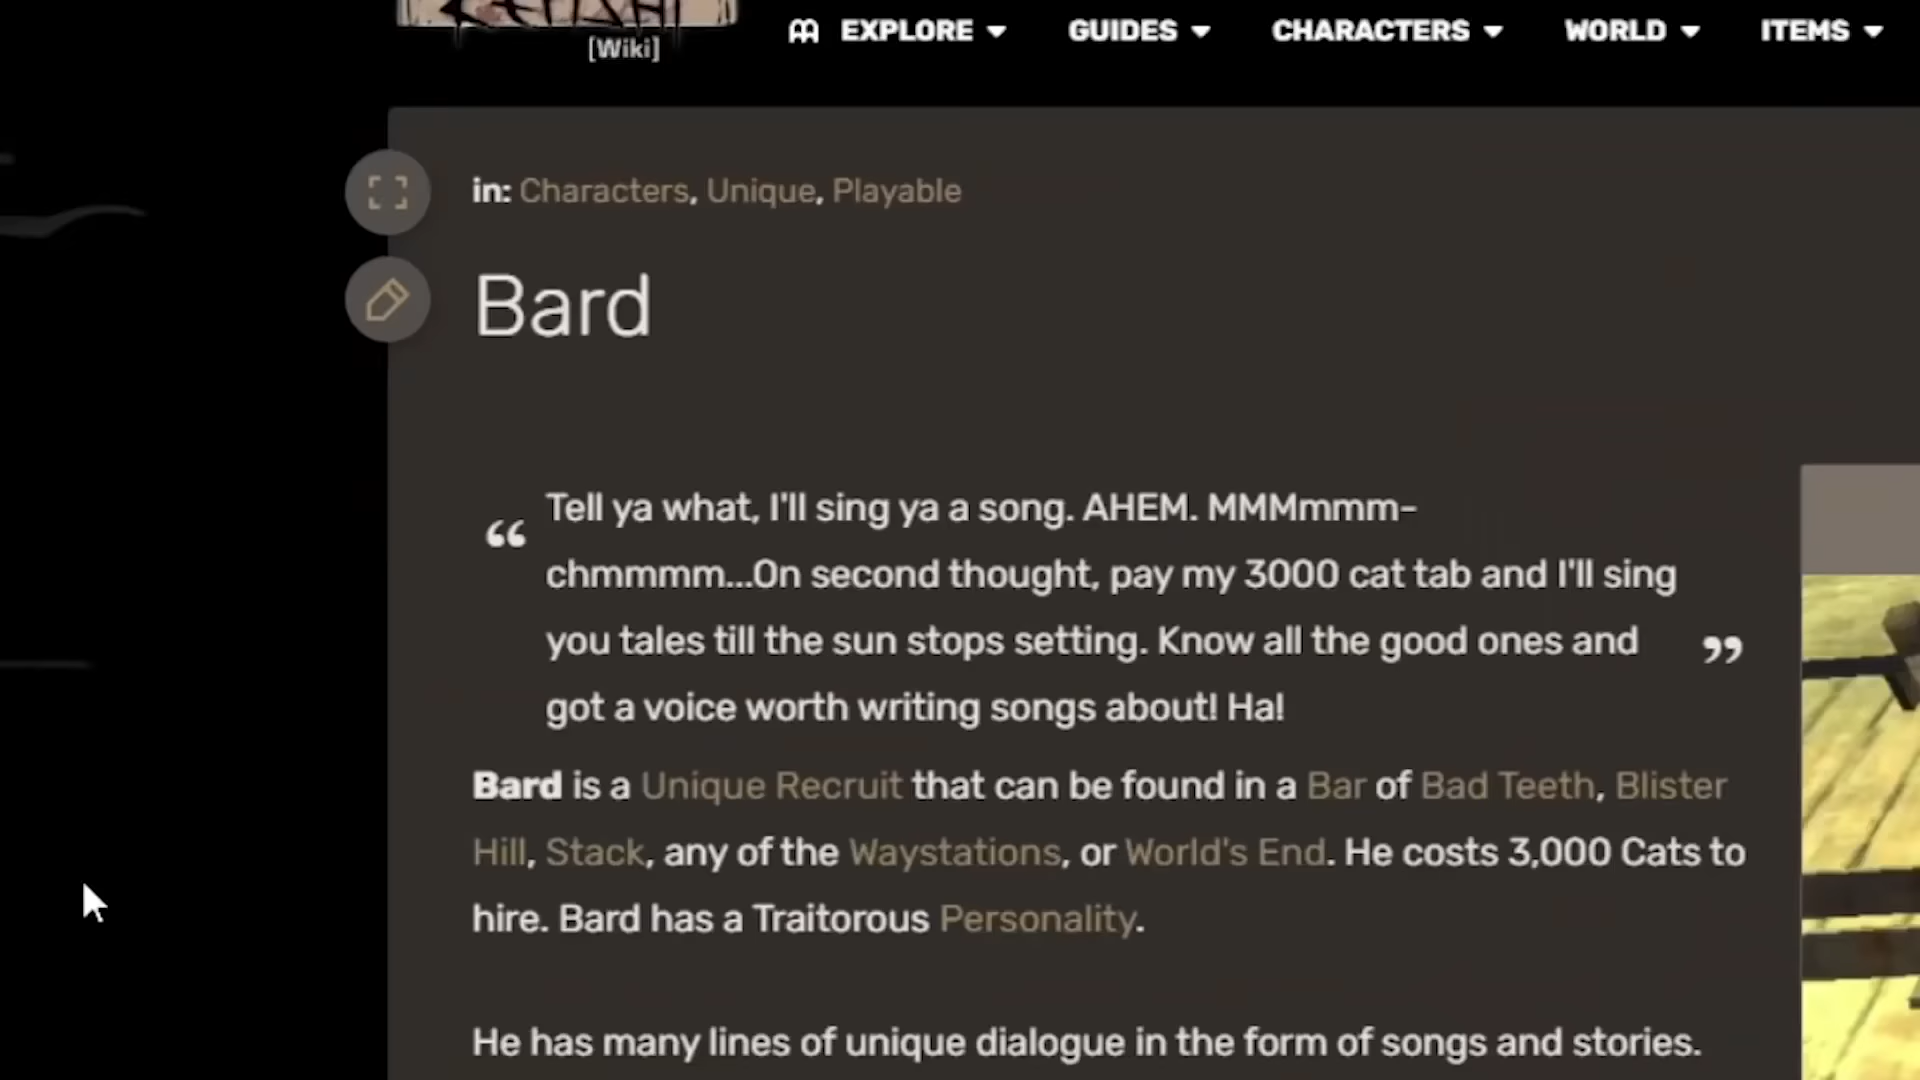 [Wiki]
EXPLORE GUIDES CHARACTERS WORLD ITEMS
in: Characters, Unique, Playable
Bard
“ Tell ya what, I'll sing ya a song. AHEM. MMMmmm-
chmmmm...On second thought, pay my 3000 cat tab and I'll sing
you tales till the sun stops setting. Know all the good ones and ”
got a voice worth writing songs about! Ha!
Bard is a Unique Recruit that can be found in a Bar of Bad Teeth, Blister
Hill, Stack, any of the Waystations, or World's End. He costs 3,000 Cats to
hire. Bard has a Traitorous Personality.
He has many lines of unique dialogue in the form of songs and stories.